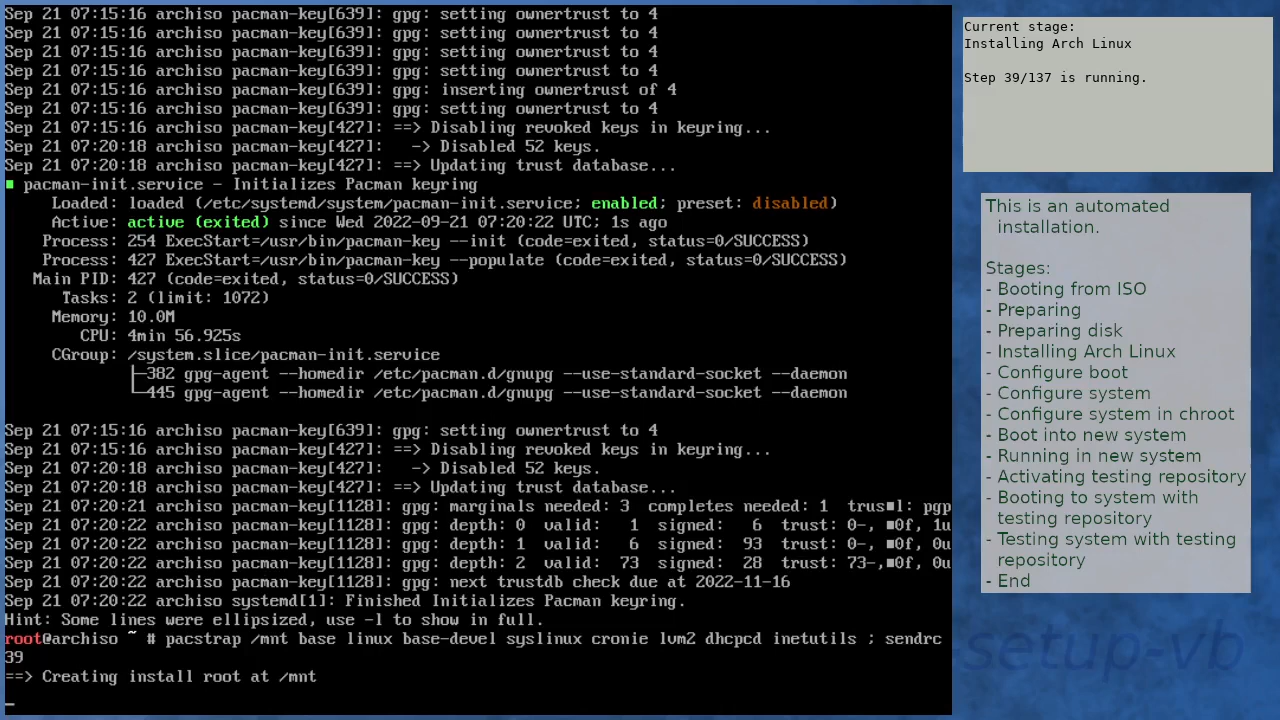 Sep 21 07:15:16 archiso pacman-key[639]: gpg: setting ownertrust to 4
Sep 21 07:15:16 archiso pacman-key[639]: gpg: setting ownertrust to 4
Sep 21 07:15:16 archiso pacman-key[639]: gpg: setting ownertrust to 4
Sep 21 07:15:16 archiso pacman-key[639]: gpg: setting ownertrust to 4
Sep 21 07:15:16 archiso pacman-key[639]: gpg: inserting ownertrust of 4
Sep 21 07:15:16 archiso pacman-key[639]: gpg: setting ownertrust to 4
Sep 21 07:15:16 archiso pacman-key[427]: ==> Disabling revoked keys in keyring...
Sep 21 07:20:18 archiso pacman-key[427]:   -> Disabled 52 keys.
Sep 21 07:20:18 archiso pacman-key[427]: ==> Updating trust database...
■ pacman-init.service - Initializes Pacman keyring
     Loaded: loaded (/etc/systemd/system/pacman-init.service; enabled; preset: disabled)
     Active: active (exited) since Wed 2022-09-21 07:20:22 UTC; 1s ago
    Process: 254 ExecStart=/usr/bin/pacman-key --init (code=exited, status=0/SUCCESS)
    Process: 427 ExecStart=/usr/bin/pacman-key --populate (code=exited, status=0/SUCCESS)
   Main PID: 427 (code=exited, status=0/SUCCESS)
      Tasks: 2 (limit: 1072)
     Memory: 10.0M
        CPU: 4min 56.925s
     CGroup: /system.slice/pacman-init.service
             ├─382 gpg-agent --homedir /etc/pacman.d/gnupg --use-standard-socket --daemon
             └─445 gpg-agent --homedir /etc/pacman.d/gnupg --use-standard-socket --daemon
Sep 21 07:15:16 archiso pacman-key[639]: gpg: setting ownertrust to 4
Sep 21 07:15:16 archiso pacman-key[427]: ==> Disabling revoked keys in keyring...
Sep 21 07:20:18 archiso pacman-key[427]:   -> Disabled 52 keys.
Sep 21 07:20:18 archiso pacman-key[427]: ==> Updating trust database...
Sep 21 07:20:21 archiso pacman-key[1128]: gpg: marginals needed: 3  completes needed: 1  trus■l: pgp
Sep 21 07:20:22 archiso pacman-key[1128]: gpg: depth: 0  valid:   1  signed:   6  trust: 0-, ■0f, 1u
Sep 21 07:20:22 archiso pacman-key[1128]: gpg: depth: 1  valid:   6  signed:  93  trust: 0-, ■0f, 0u
Sep 21 07:20:22 archiso pacman-key[1128]: gpg: depth: 2  valid:  73  signed:  28  trust: 73-,■0f, 0u
Sep 21 07:20:22 archiso pacman-key[1128]: gpg: next trustdb check due at 2022-11-16
Sep 21 07:20:22 archiso systemd[1]: Finished Initializes Pacman keyring.
Hint: Some lines were ellipsized, use -l to show in full.
root@archiso ~ # pacstrap /mnt base linux base-devel syslinux cronie lvm2 dhcpcd inetutils ; sendrc
39
==> Creating install root at /mnt
_
Current stage:
Installing Arch Linux
Step 39/137 is running.
This is an automated
installation.
Stages:
- Booting from ISO
- Preparing
- Preparing disk
- Installing Arch Linux
- Configure boot
- Configure system
- Configure system in chroot
- Boot into new system
- Running in new system
- Activating testing repository
- Booting to system with
testing repository
- Testing system with testing
repository
- End
setup-vb